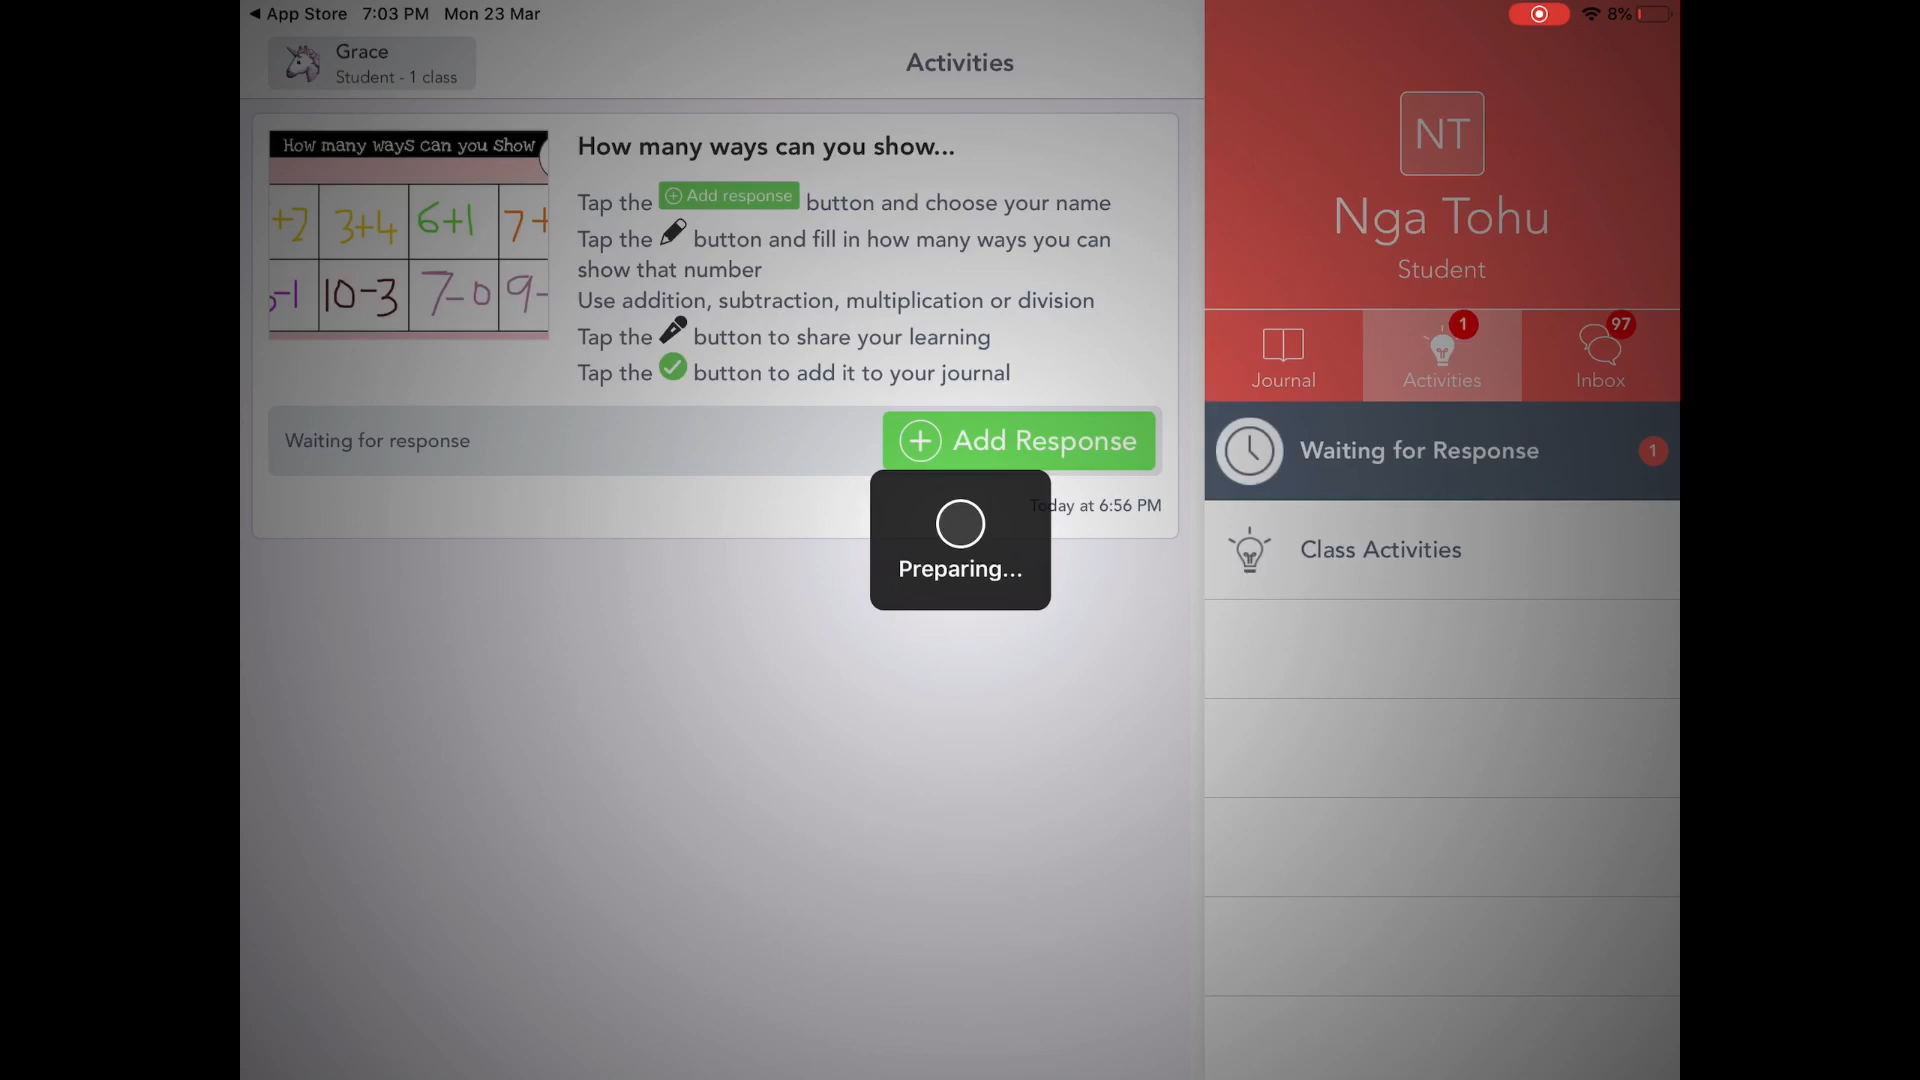 App Store 7:03 PM Mon 23 Mar
8%
Grace
Student - 1 class
Activities
How many ways can you show
+2 3+4 6+1 7+
-1 10-3 7-0 9-
How many ways can you show...
Tap the Add response button and choose your name
Tap the button and fill in how many ways you can
show that number
Use addition, subtraction, multiplication or division
Tap the button to share your learning
Tap the button to add it to your journal
Waiting for response
Add Response
Today at 6:56 PM
Preparing...
NT
Nga Tohu
Student
1
97
Journal
Activities
Inbox
Waiting for Response
1
Class Activities